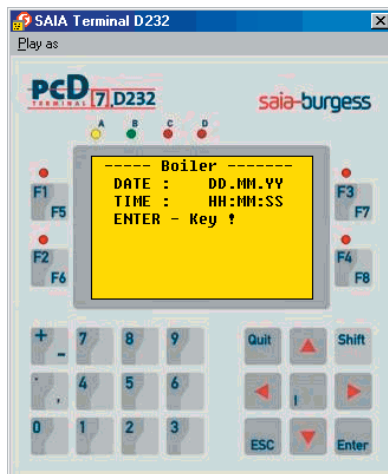 SAIA Terminal D232
Play as
PCD [7].D232
TERMINAL
saia-burgess
A B C D
----- Boiler -------
DATE : DD.MM.YY
TIME : HH:MM:SS
ENTER - Key !
F1
F5
F3
F7
F2
F6
F4
F8
+ - 7 8 9 Quit Shift
. , 4 5 6
0 1 2 3 ESC Enter